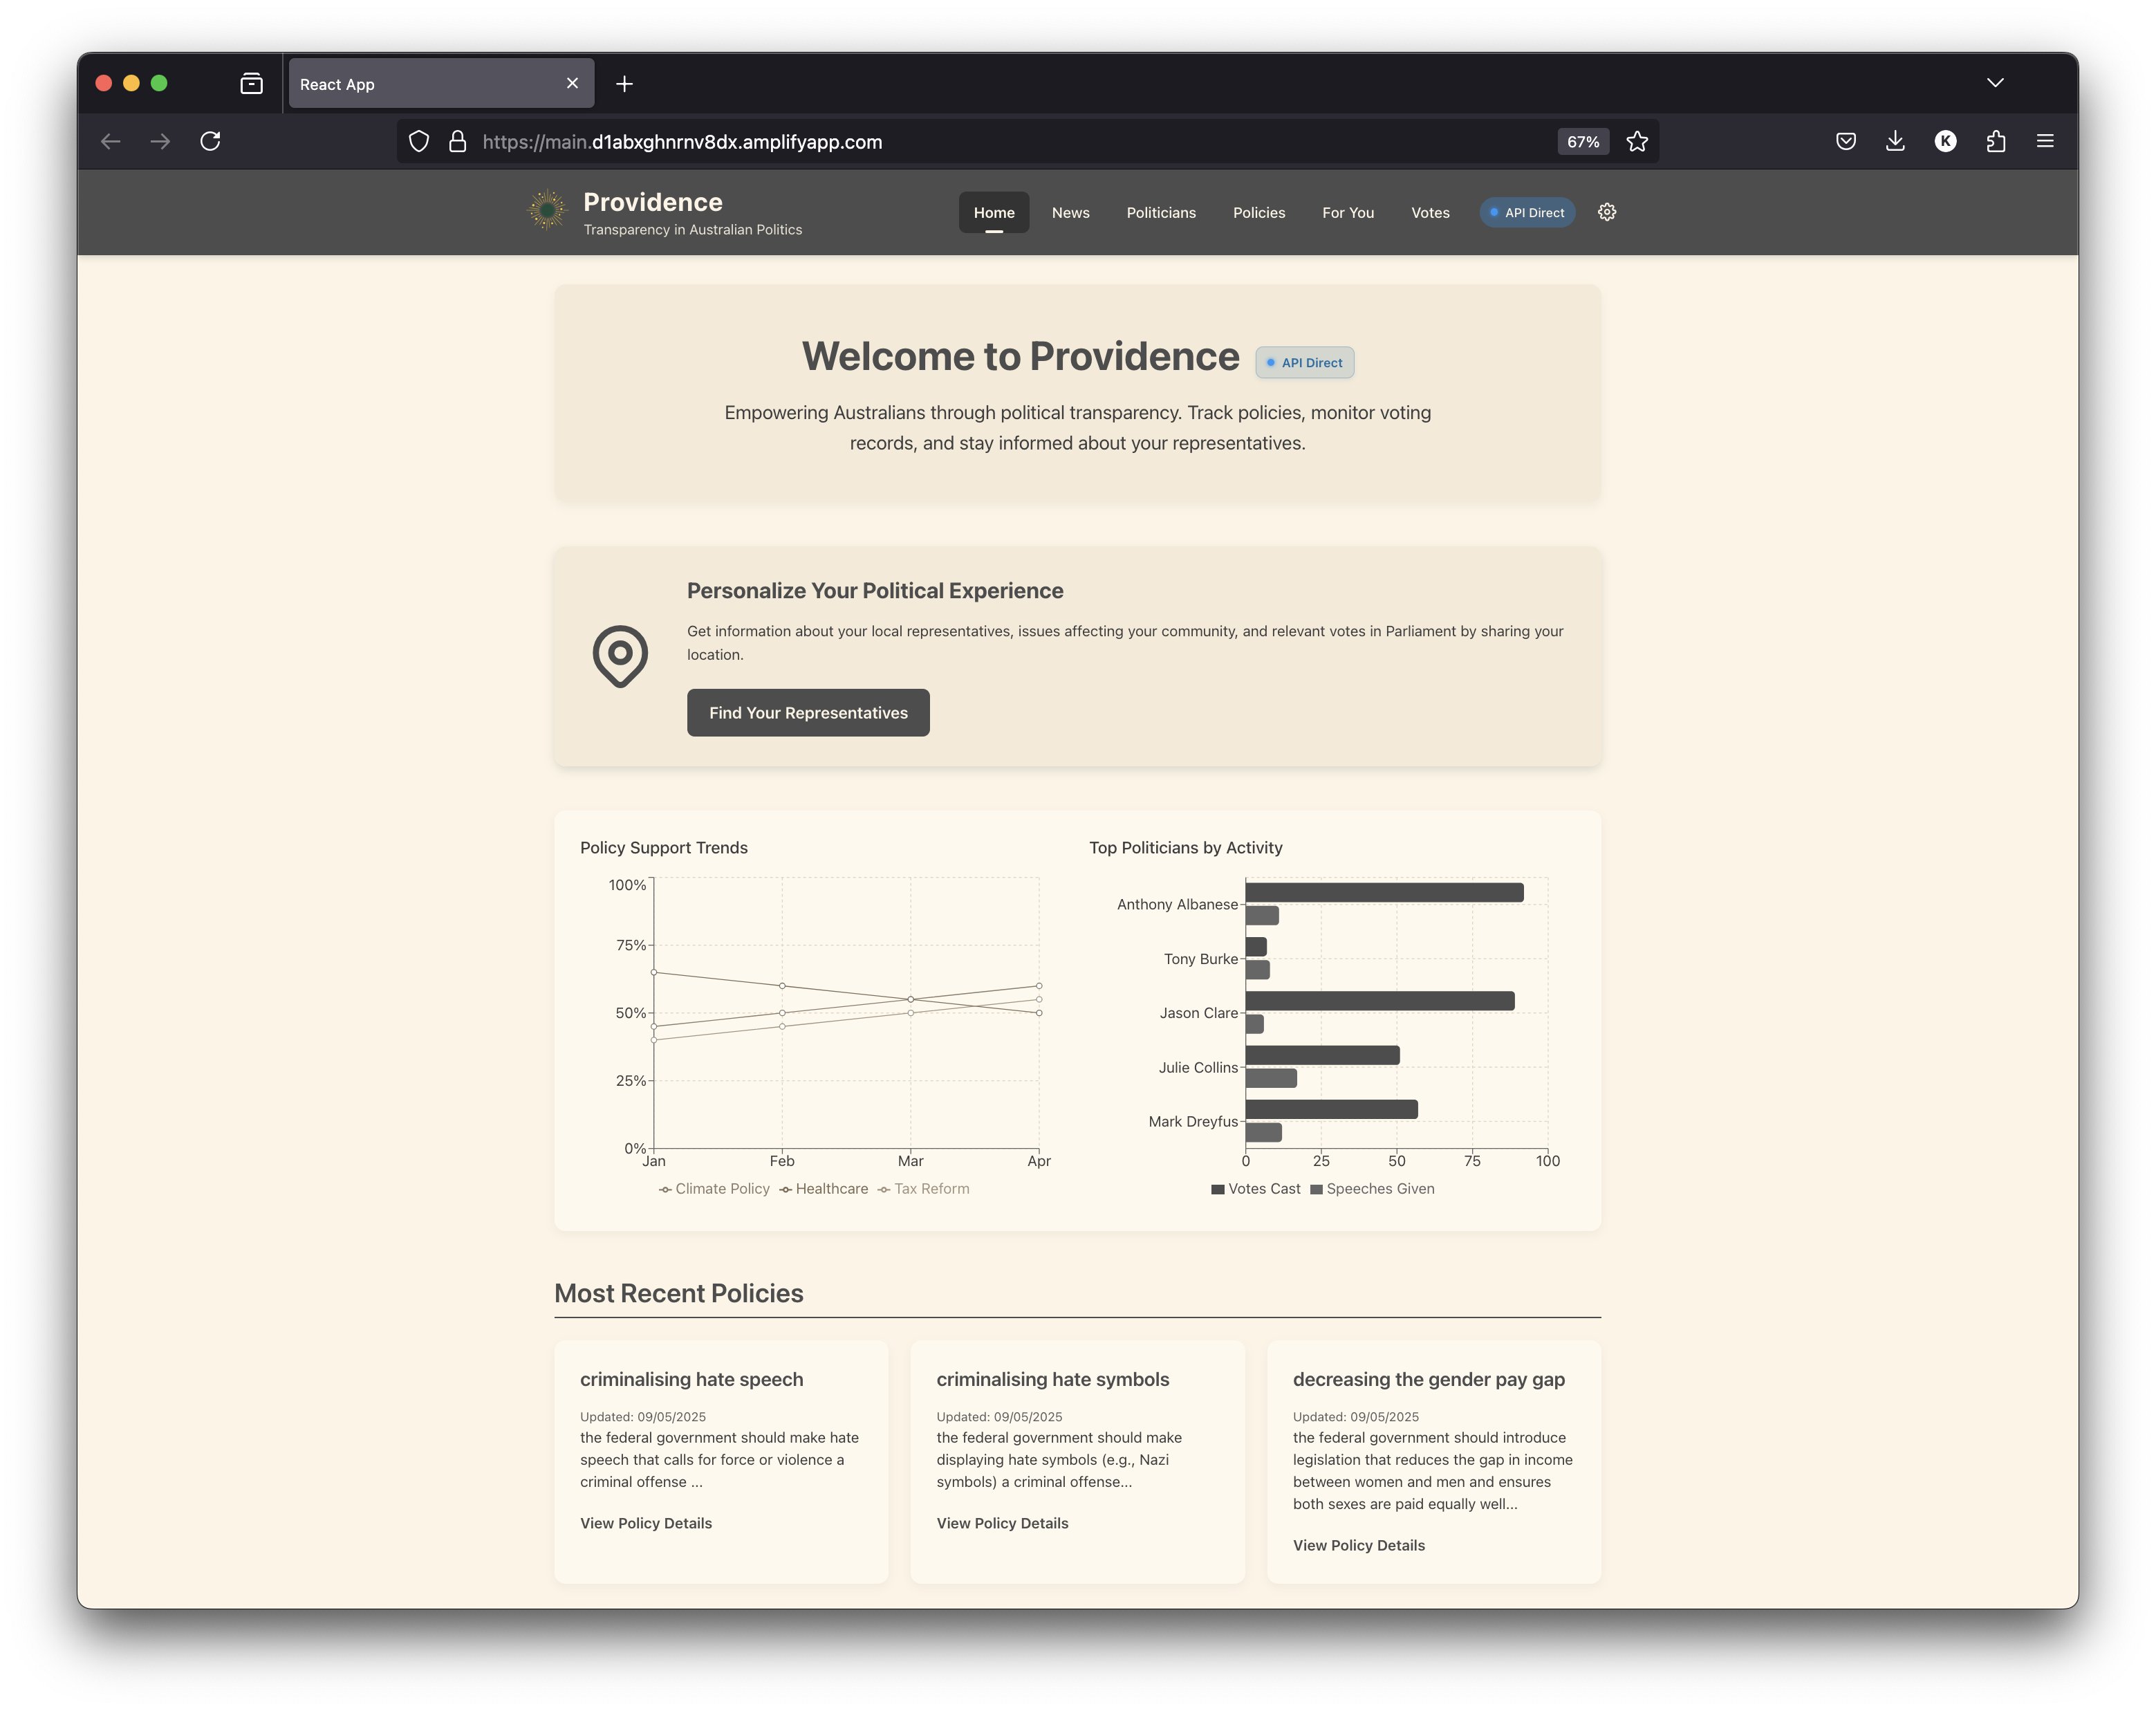 React App
https://main.d1abxghnrnv8dx.amplifyapp.com
67%
K
Providence
Transparency in Australian Politics
Home
News
Politicians
Policies
For You
Votes
API Direct
Welcome to Providence
API Direct
Empowering Australians through political transparency. Track policies, monitor voting
records, and stay informed about your representatives.
Personalize Your Political Experience
Get information about your local representatives, issues affecting your community, and relevant votes in Parliament by sharing your
location.
Find Your Representatives
Policy Support Trends
100%
75%
50%
25%
0%
Jan
Feb
Mar
Apr
Climate Policy
Healthcare
Tax Reform
Top Politicians by Activity
Anthony Albanese
Tony Burke
Jason Clare
Julie Collins
Mark Dreyfus
0
25
50
75
100
Votes Cast
Speeches Given
Most Recent Policies
criminalising hate speech
Updated: 09/05/2025
the federal government should make hate
speech that calls for force or violence a
criminal offense ...
View Policy Details
criminalising hate symbols
Updated: 09/05/2025
the federal government should make
displaying hate symbols (e.g., Nazi
symbols) a criminal offense...
View Policy Details
decreasing the gender pay gap
Updated: 09/05/2025
the federal government should introduce
legislation that reduces the gap in income
between women and men and ensures
both sexes are paid equally well...
View Policy Details